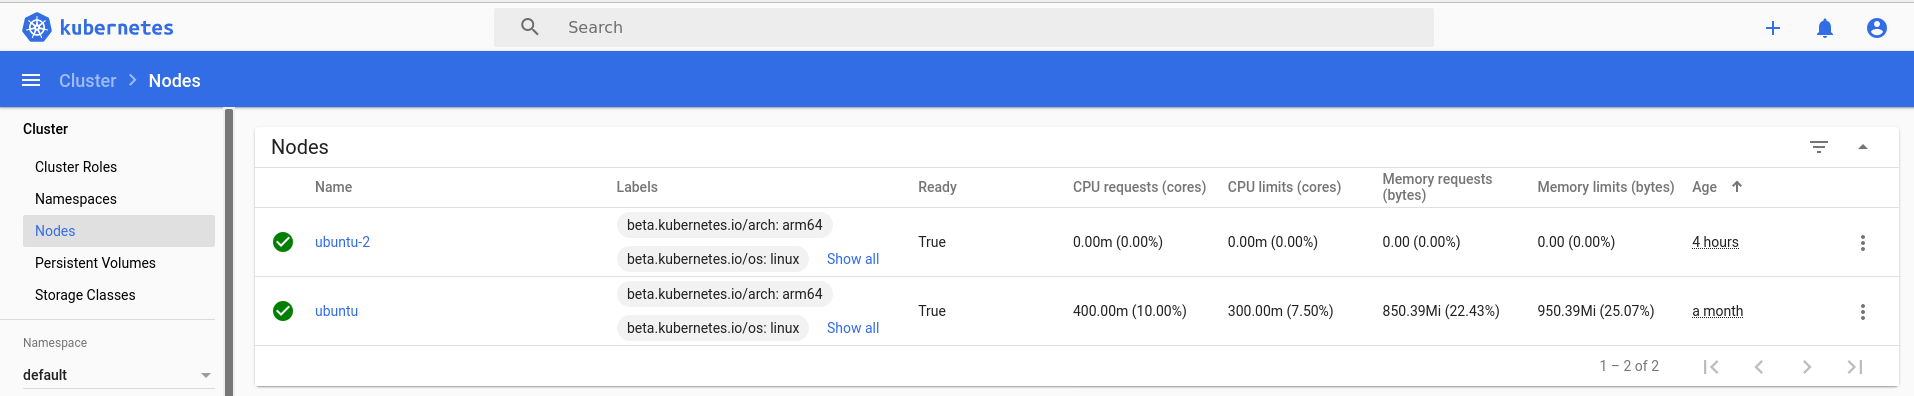 kubernetes
Search
Cluster > Nodes
Cluster
Cluster Roles
Namespaces
Nodes
Persistent Volumes
Storage Classes
Namespace
default
Nodes
Name Labels Ready CPU requests (cores) CPU limits (cores) Memory requests (bytes) Memory limits (bytes) Age
beta.kubernetes.io/arch: arm64
ubuntu-2 True 0.00m (0.00%) 0.00m (0.00%) 0.00 (0.00%) 0.00 (0.00%) 4 hours
beta.kubernetes.io/os: linux Show all
beta.kubernetes.io/arch: arm64
ubuntu True 400.00m (10.00%) 300.00m (7.50%) 850.39Mi (22.43%) 950.39Mi (25.07%) a month
beta.kubernetes.io/os: linux Show all
1 – 2 of 2